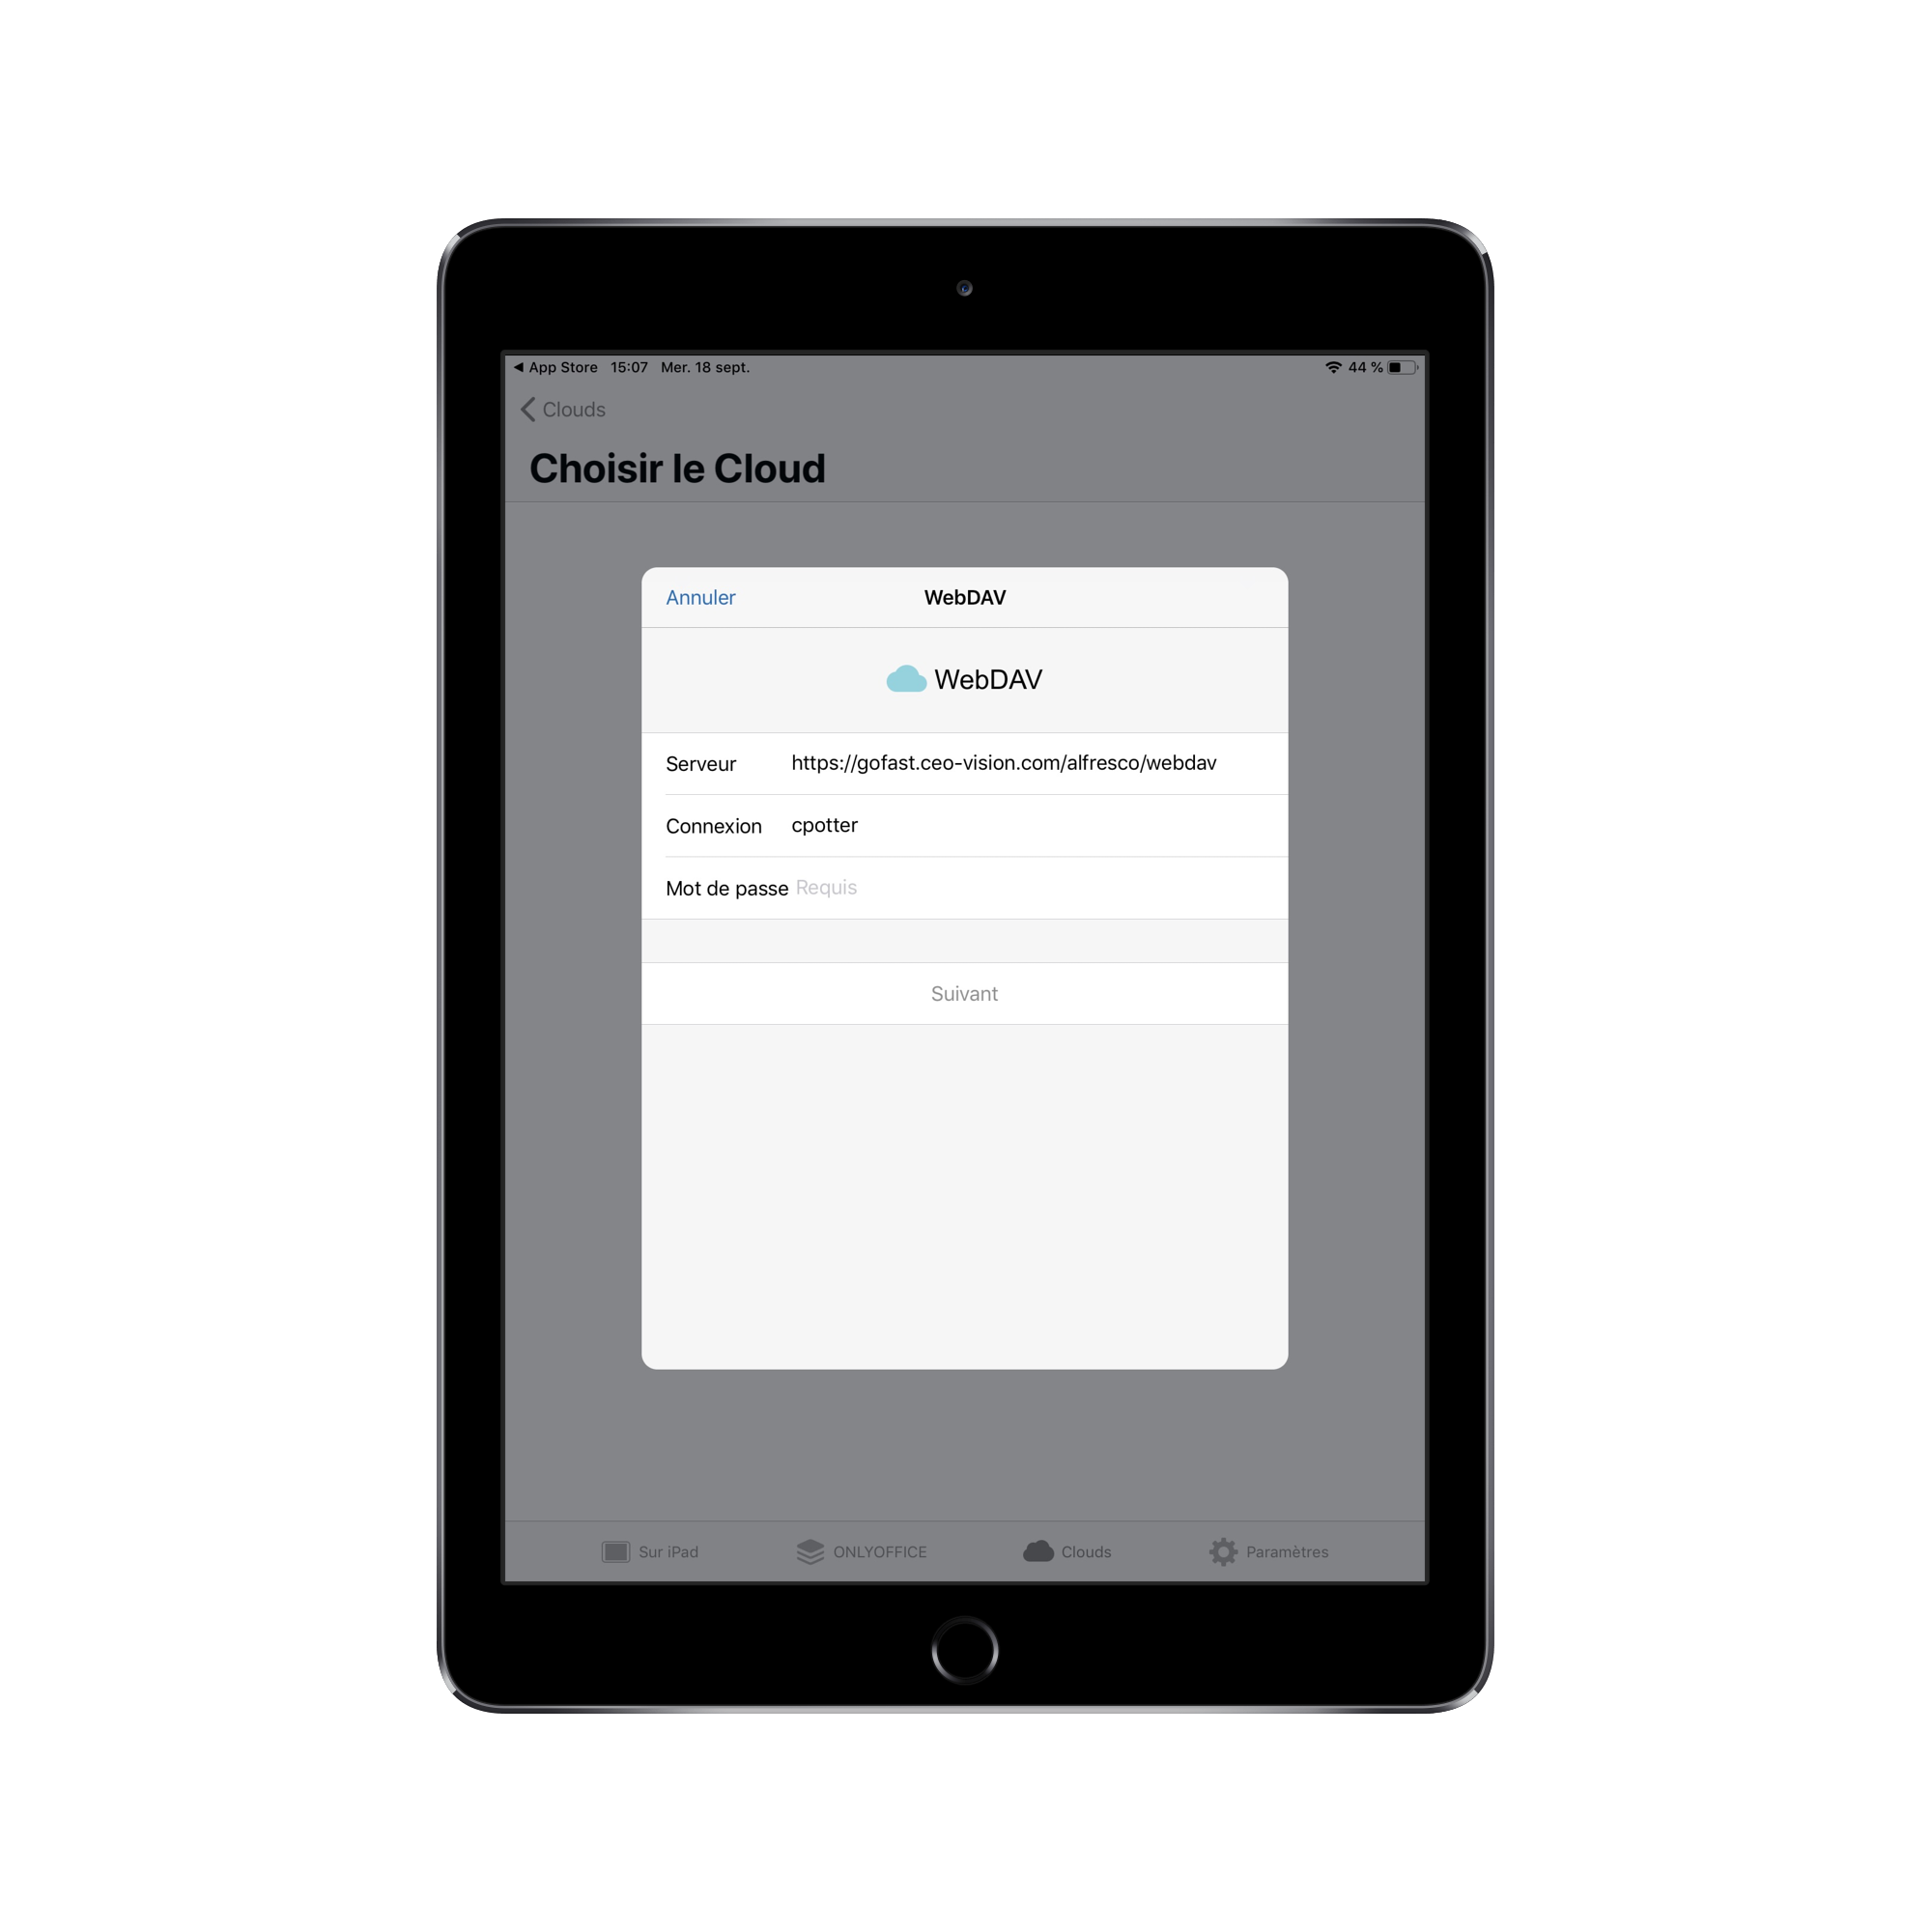 ◀ App Store 15:07 Mer. 18 sept. 44 %
Clouds
Choisir le Cloud
Annuler WebDAV
WebDAV
Serveur https://gofast.ceo-vision.com/alfresco/webdav
Connexion cpotter
Mot de passe Requis
Suivant
Sur iPad ONLYOFFICE Clouds Paramètres